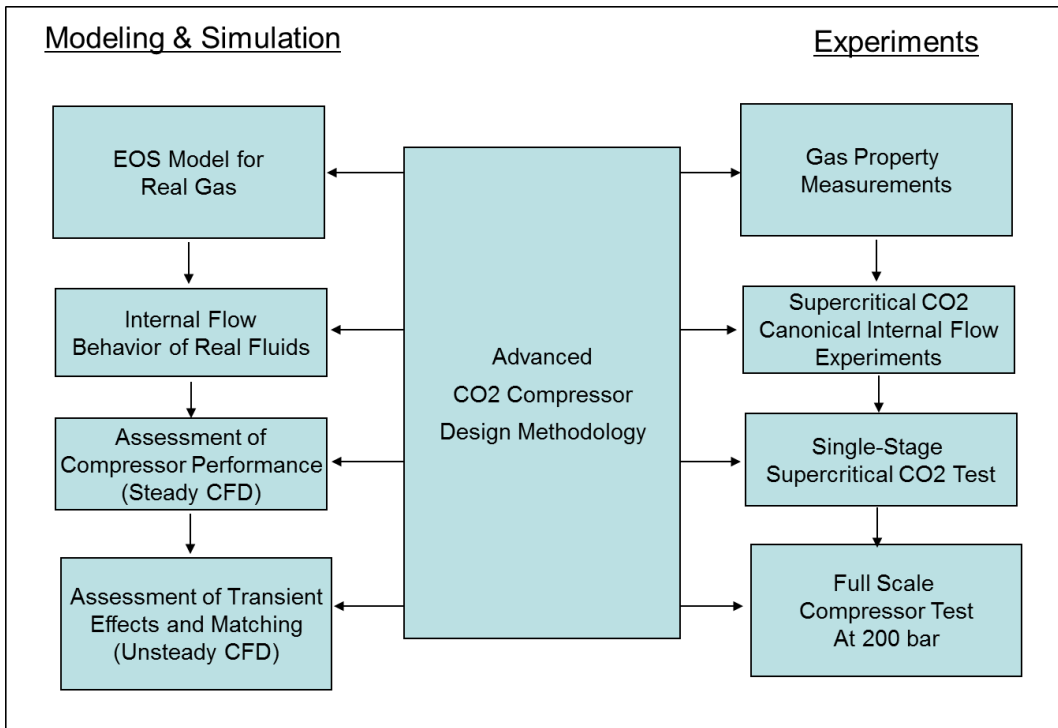 Modeling & Simulation
Experiments
EOS Model for
Real Gas
Internal Flow
Behavior of Real Fluids
Assessment of
Compressor Performance
(Steady CFD)
Assessment of Transient
Effects and Matching
(Unsteady CFD)
Advanced
CO2 Compressor
Design Methodology
Gas Property
Measurements
Supercritical CO2
Canonical Internal Flow
Experiments
Single-Stage
Supercritical CO2 Test
Full Scale
Compressor Test
At 200 bar